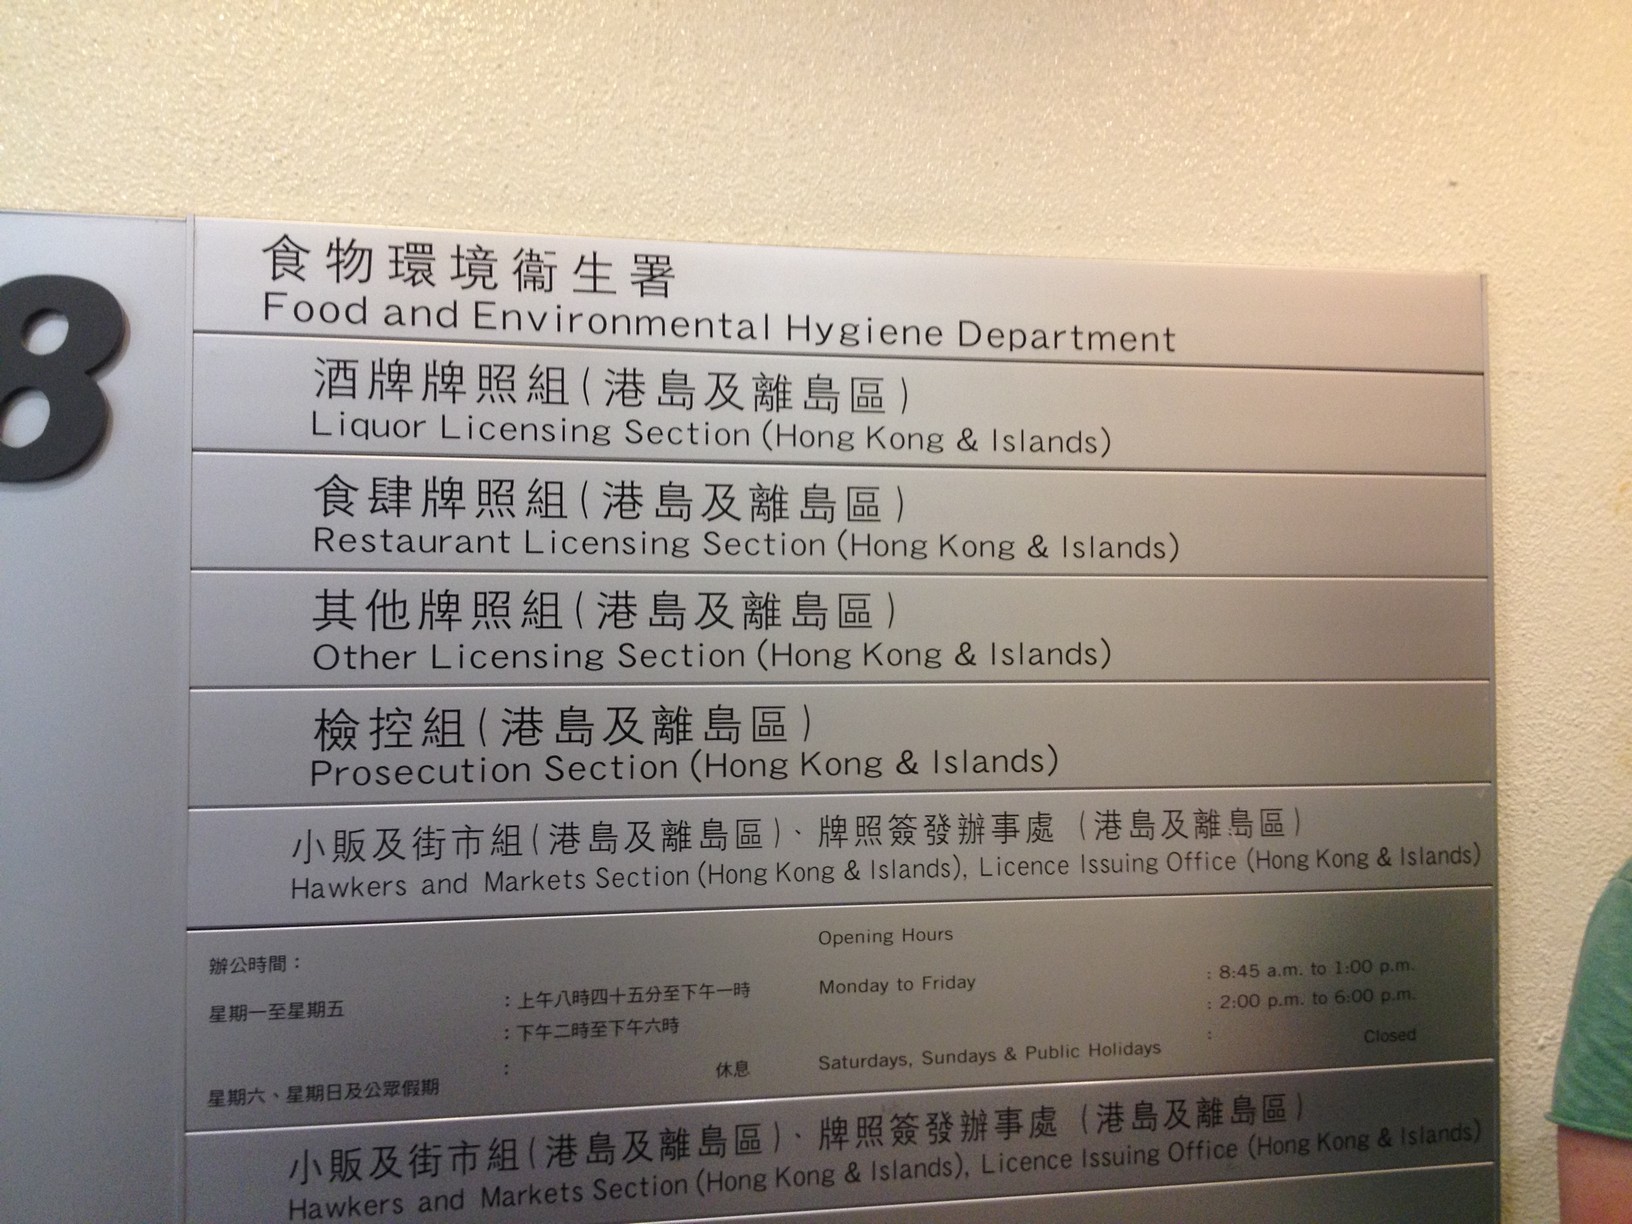 8
食物環境衞生署
Food and Environmental Hygiene Department
酒牌牌照組(港島及離島區)
Liquor Licensing Section (Hong Kong & Islands)
食肆牌照組(港島及離島區)
Restaurant Licensing Section (Hong Kong & Islands)
其他牌照組(港島及離島區)
Other Licensing Section (Hong Kong & Islands)
檢控組(港島及離島區)
Prosecution Section (Hong Kong & Islands)
小販及街市組(港島及離島區)、牌照簽發辦事處 (港島及離島區)
Hawkers and Markets Section (Hong Kong & Islands), Licence Issuing Office (Hong Kong & Islands)
辦公時間:
星期一至星期五 : 上午八時四十五分至下午一時
: 下午二時至下午六時
星期六、星期日及公眾假期 : 休息
Opening Hours
Monday to Friday : 8:45 a.m. to 1:00 p.m.
: 2:00 p.m. to 6:00 p.m.
Saturdays, Sundays & Public Holidays : Closed
小販及街市組(港島及離島區)、牌照簽發辦事處 (港島及離島區)
Hawkers and Markets Section (Hong Kong & Islands), Licence Issuing Office (Hong Kong & Islands)